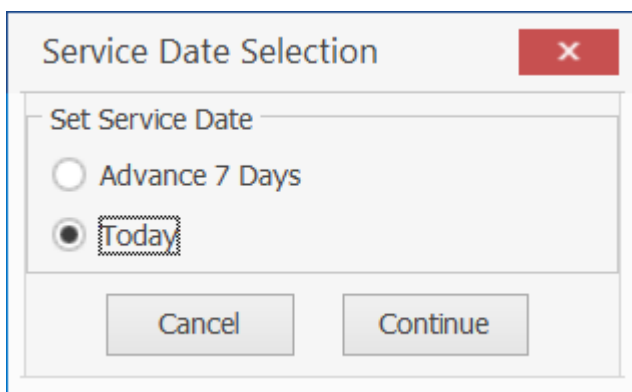 Service Date Selection
Set Service Date
Advance 7 Days
Today
Cancel Continue